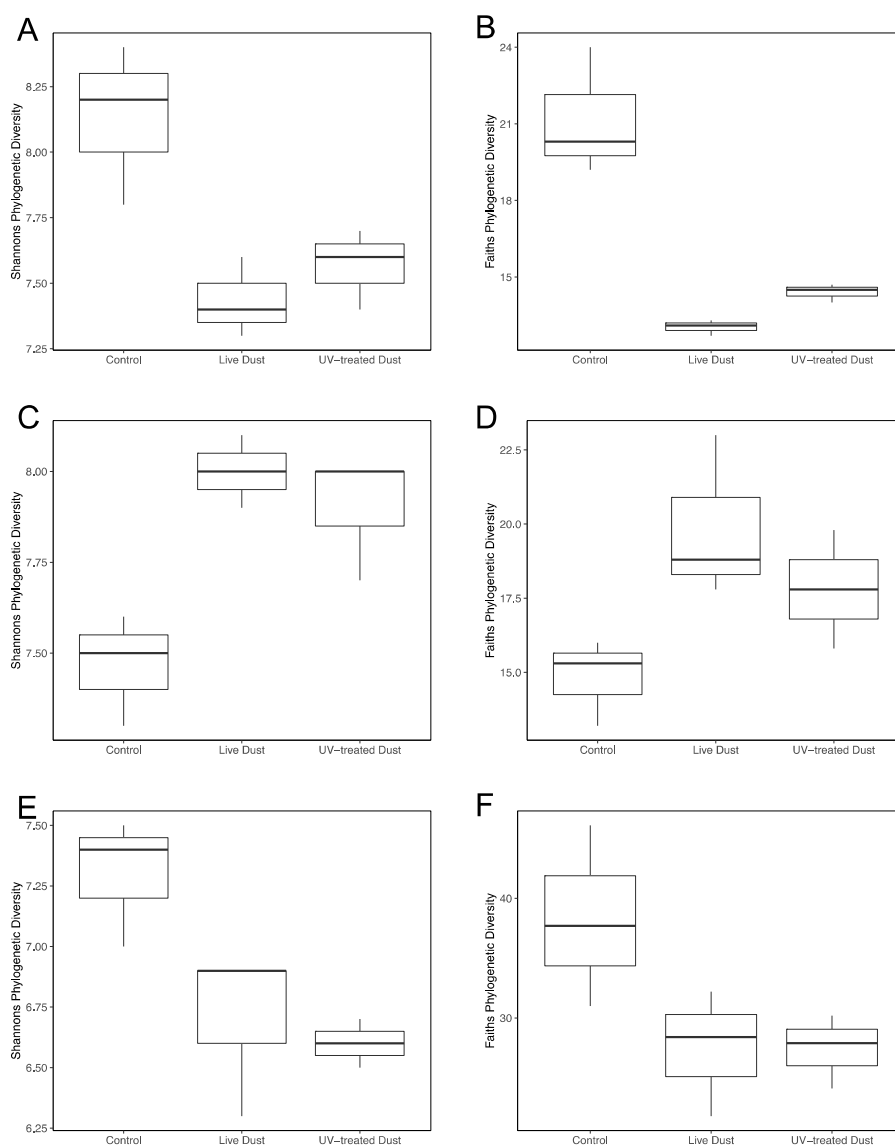 A
Shannons Phylogenetic Diversity
8.25
8.00
7.75
7.50
7.25
Control Live Dust UV-treated Dust
B
Faiths Phylogenetic Diversity
24
21
18
15
Control Live Dust UV-treated Dust
C
Shannons Phylogenetic Diversity
8.00
7.75
7.50
Control Live Dust UV-treated Dust
D
Faiths Phylogenetic Diversity
22.5
20.0
17.5
15.0
Control Live Dust UV-treated Dust
E
Shannons Phylogenetic Diversity
7.50
7.25
7.00
6.75
6.50
6.25
Control Live Dust UV-treated Dust
F
Faiths Phylogenetic Diversity
40
30
Control Live Dust UV-treated Dust